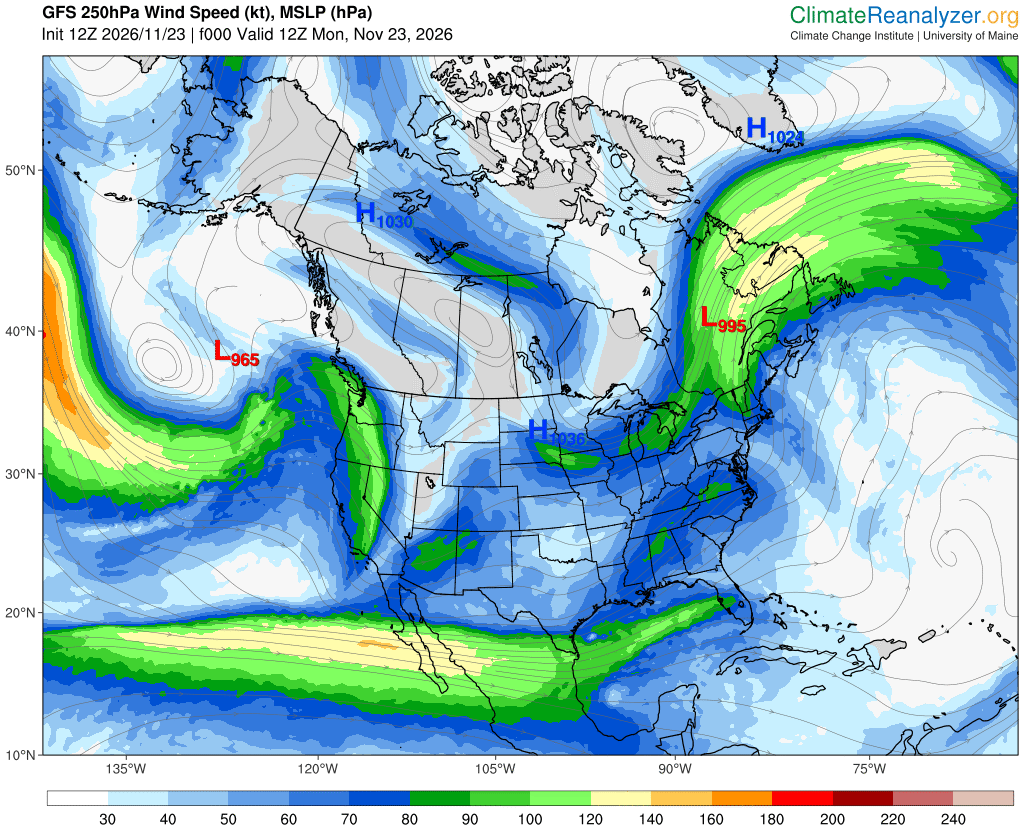 GFS 250hPa Wind Speed (kt), MSLP (hPa)
Init 12Z 2026/11/23 | f000 Valid 12Z Mon, Nov 23, 2026
ClimateReanalyzer.org
Climate Change Institute | University of Maine
H1024
50°N
H1030
L995
40°N
L965
H1036
30°N
20°N
10°N
135°W 120°W 105°W 90°W 75°W
30 40 50 60 70 80 90 100 120 140 160 180 200 220 240